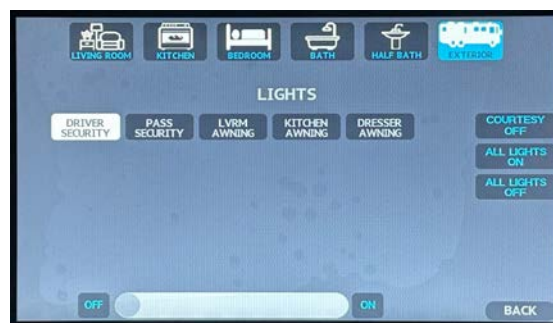 LIVING ROOM KITCHEN BEDROOM BATH HALF BATH EXTERIOR
LIGHTS
DRIVER SECURITY
PASS SECURITY
LVRM AWNING
KITCHEN AWNING
DRESSER AWNING
COURTESY OFF
ALL LIGHTS ON
ALL LIGHTS OFF
OFF ON
BACK